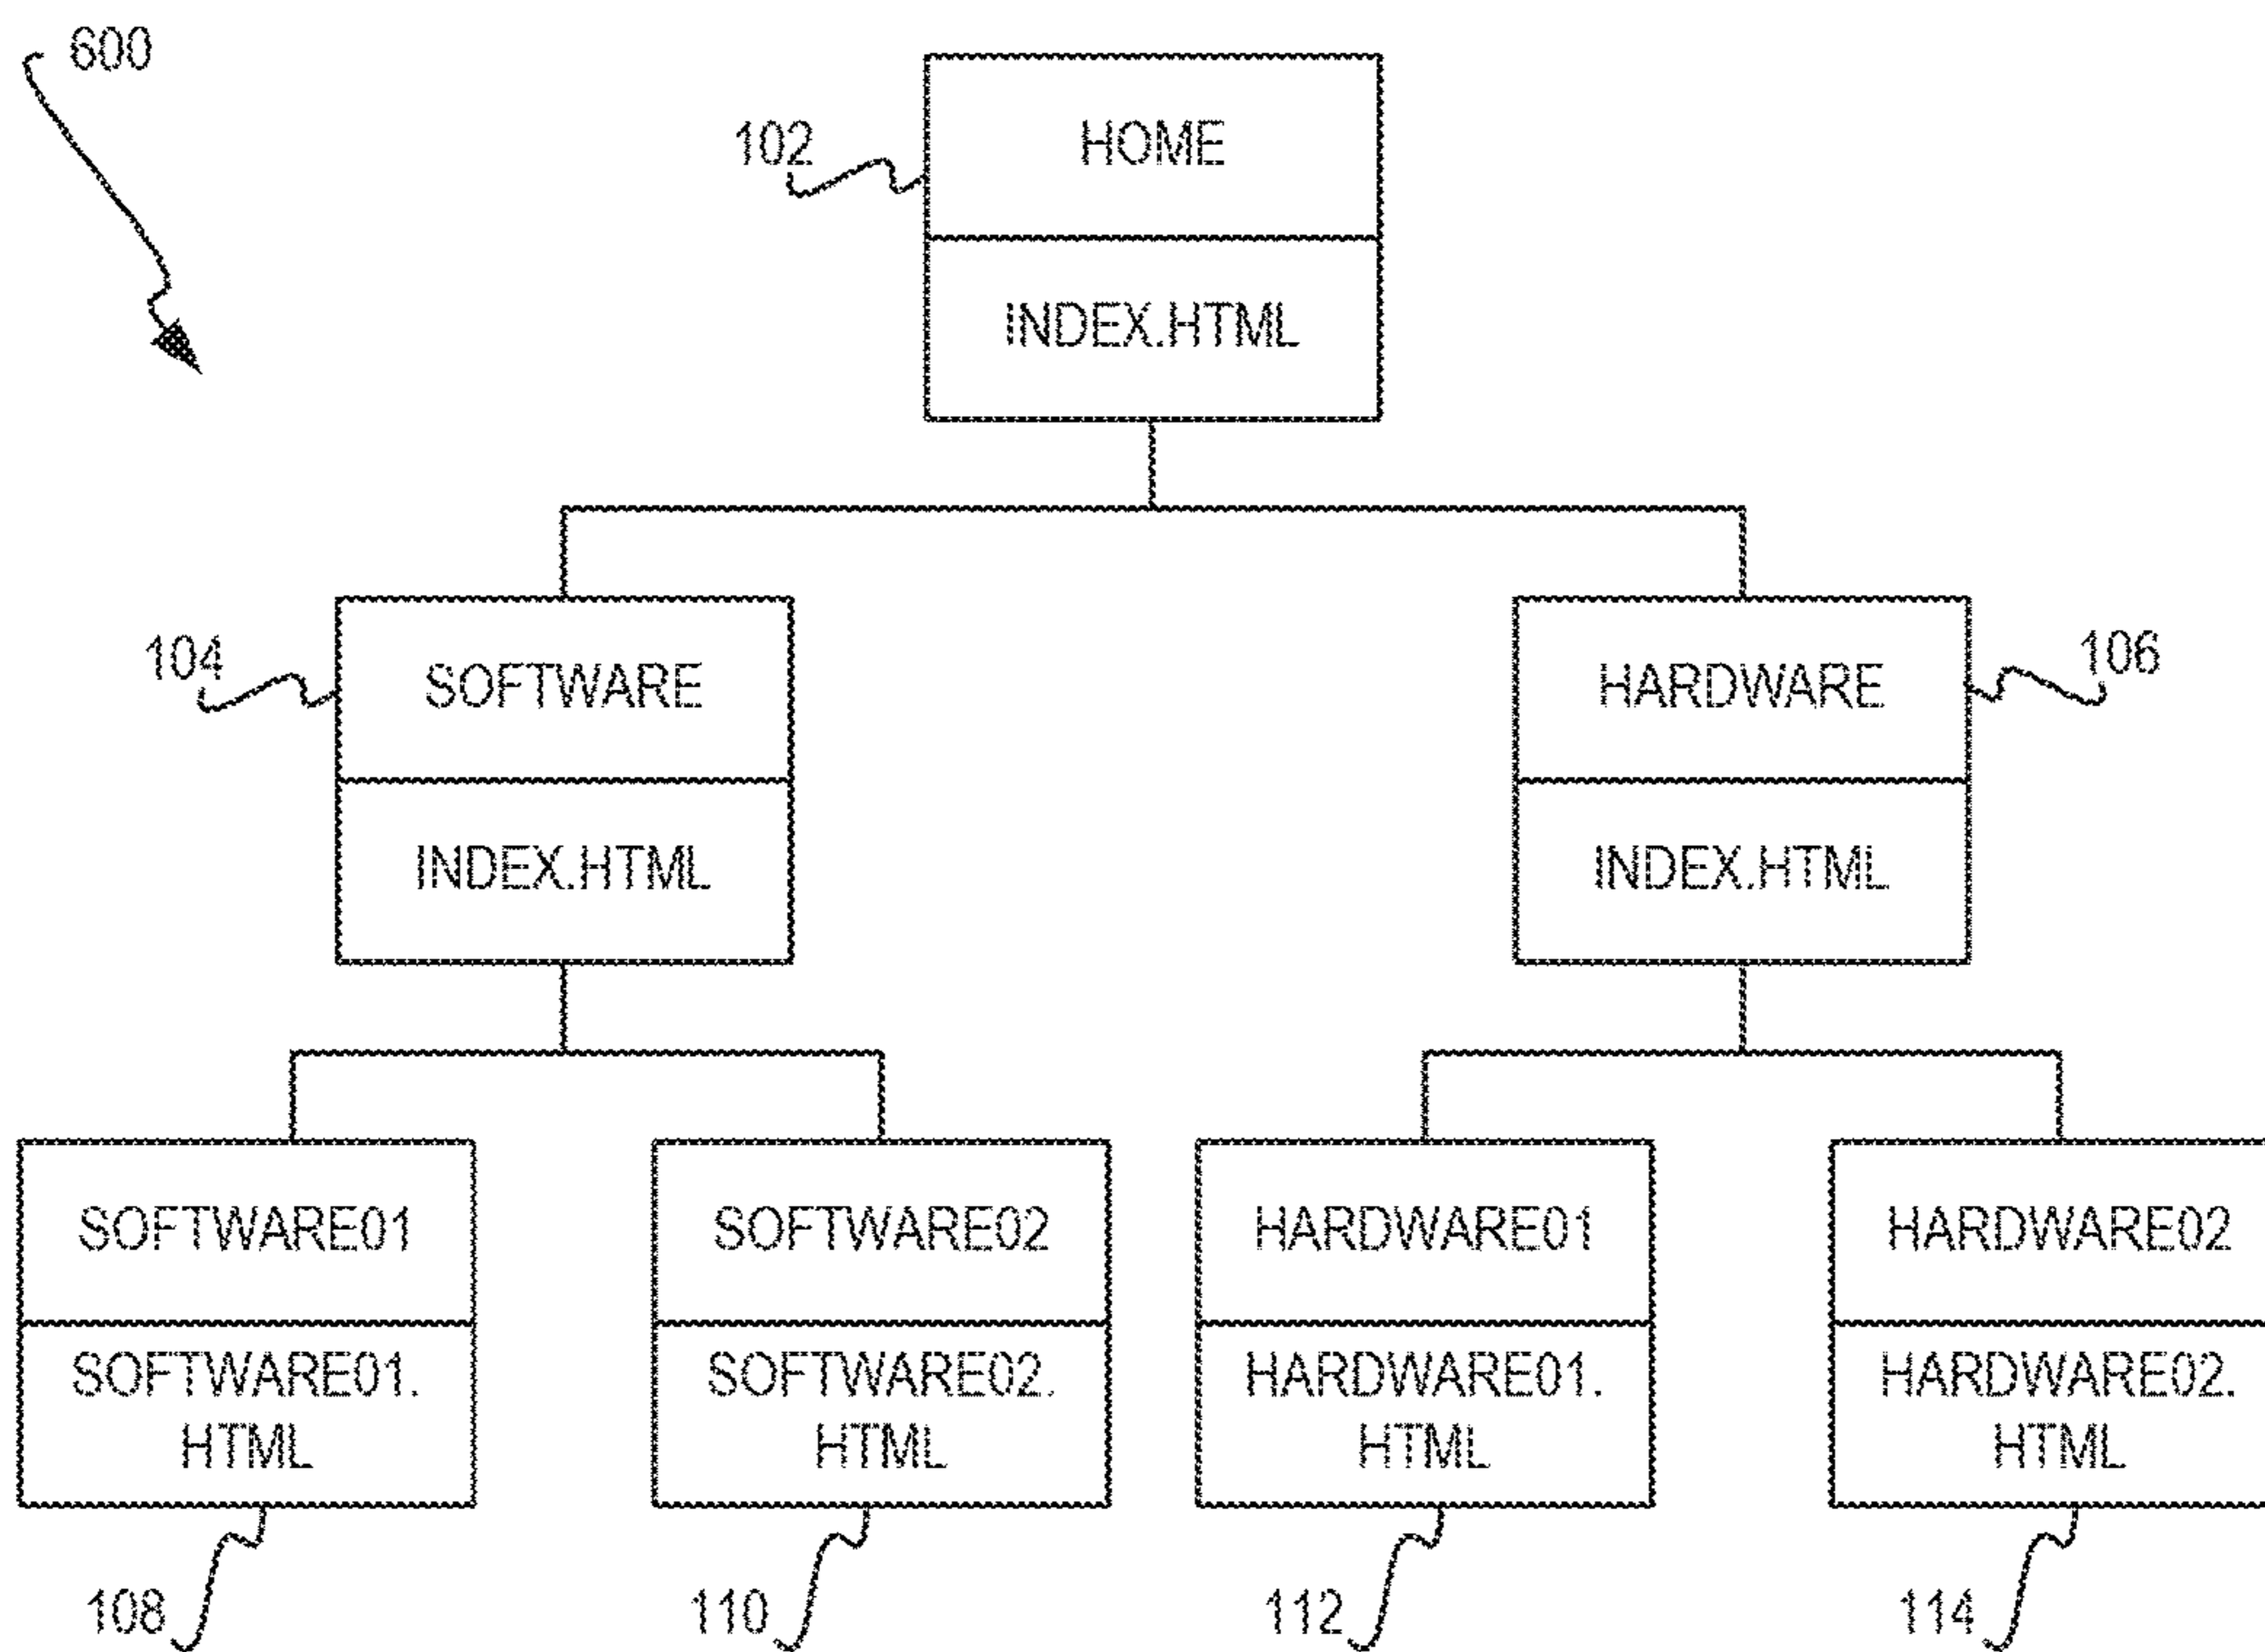 600
102
HOME
INDEX.HTML
104
SOFTWARE
INDEX.HTML
HARDWARE
106
INDEX.HTML
SOFTWARE01
SOFTWARE01.
HTML
SOFTWARE02
SOFTWARE02.
HTML
HARDWARE01
HARDWARE01.
HTML
HARDWARE02
HARDWARE02.
HTML
108
110
112
114